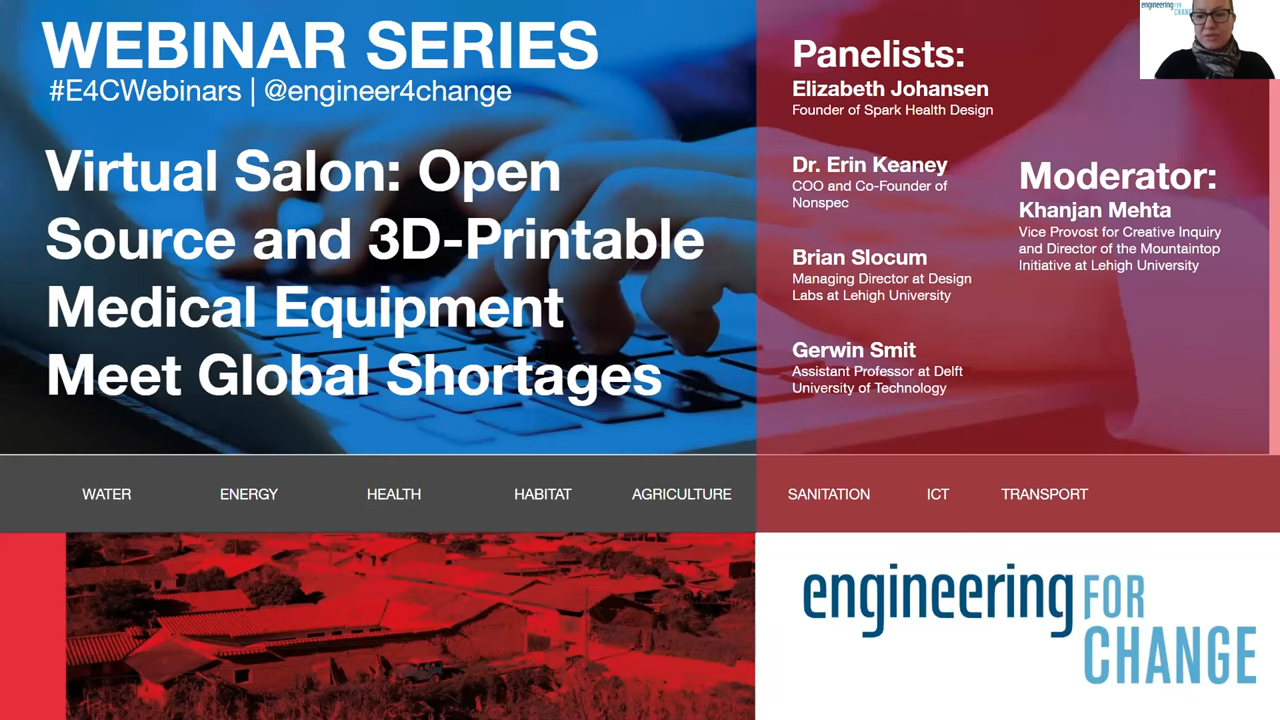 WEBINAR SERIES
#E4CWebinars | @engineer4change
Virtual Salon: Open
Source and 3D-Printable
Medical Equipment
Meet Global Shortages
Panelists:
Elizabeth Johansen
Founder of Spark Health Design
Dr. Erin Keaney
COO and Co-Founder of
Nonspec
Brian Slocum
Managing Director at Design
Labs at Lehigh University
Gerwin Smit
Assistant Professor at Delft
University of Technology
Moderator:
Khanjan Mehta
Vice Provost for Creative Inquiry
and Director of the Mountaintop
Initiative at Lehigh University
engineering FOR
WATER ENERGY HEALTH HABITAT AGRICULTURE SANITATION ICT TRANSPORT
engineering FOR
CHANGE